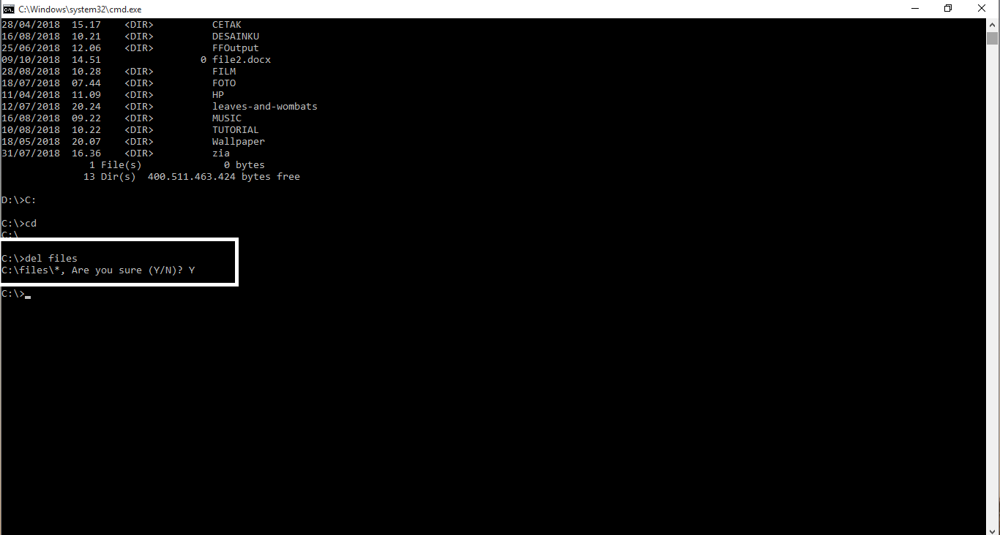 C:\Windows\system32\cmd.exe
28/04/2018  15.17    <DIR>          CETAK
16/08/2018  10.21    <DIR>          DESAINKU
25/06/2018  12.06    <DIR>          FFOutput
09/10/2018  14.51                 0 file2.docx
28/08/2018  10.28    <DIR>          FILM
18/07/2018  07.44    <DIR>          FOTO
11/04/2018  11.09    <DIR>          HP
12/07/2018  20.24    <DIR>          leaves-and-wombats
16/08/2018  09.22    <DIR>          MUSIC
10/08/2018  10.22    <DIR>          TUTORIAL
18/05/2018  20.07    <DIR>          Wallpaper
31/07/2018  16.36    <DIR>          zia
               1 File(s)              0 bytes
              13 Dir(s)  400.511.463.424 bytes free
D:\>C:
C:\>cd
C:\
C:\>del files
C:\files\*, Are you sure (Y/N)? Y
C:\>